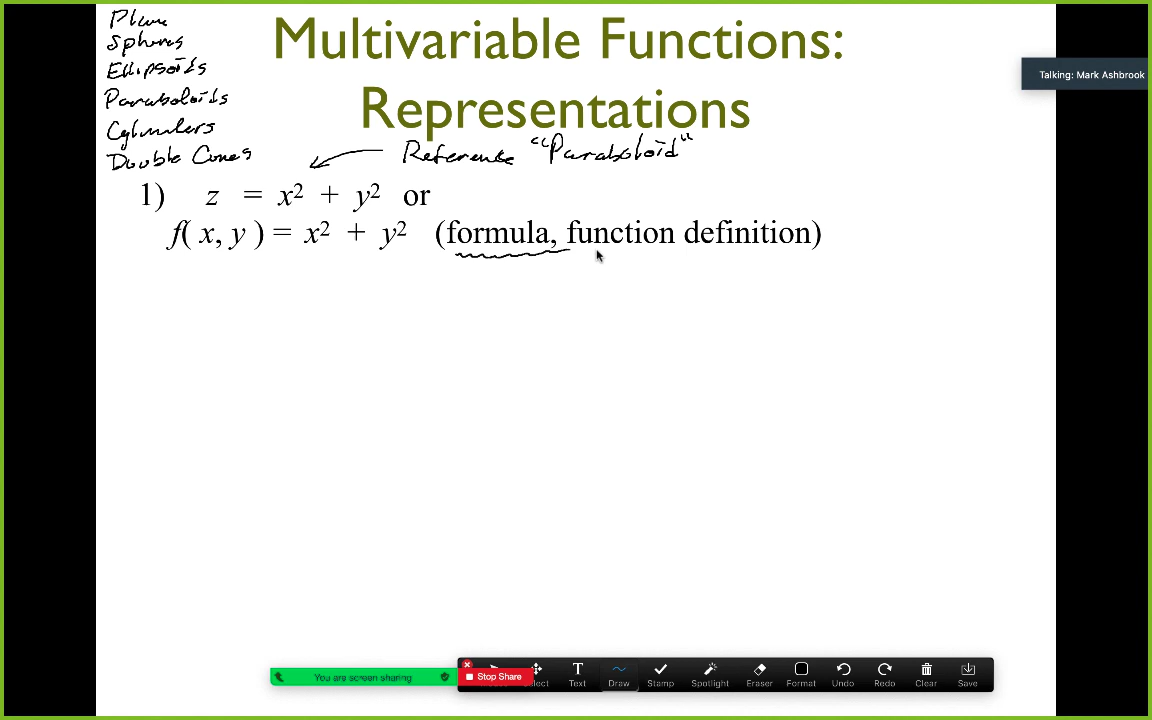 Plane
Spheres
Ellipsoids
Paraboloids
Cylinders
Double Cones
Multivariable Functions:
Representations
Reference "Paraboloid"
1) z = x² + y² or
f( x, y ) = x² + y² (formula, function definition)
Talking: Mark Ashbrook
You are screen sharing
Stop Share
Text
Draw
Stamp
Spotlight
Eraser
Format
Undo
Redo
Clear
Save